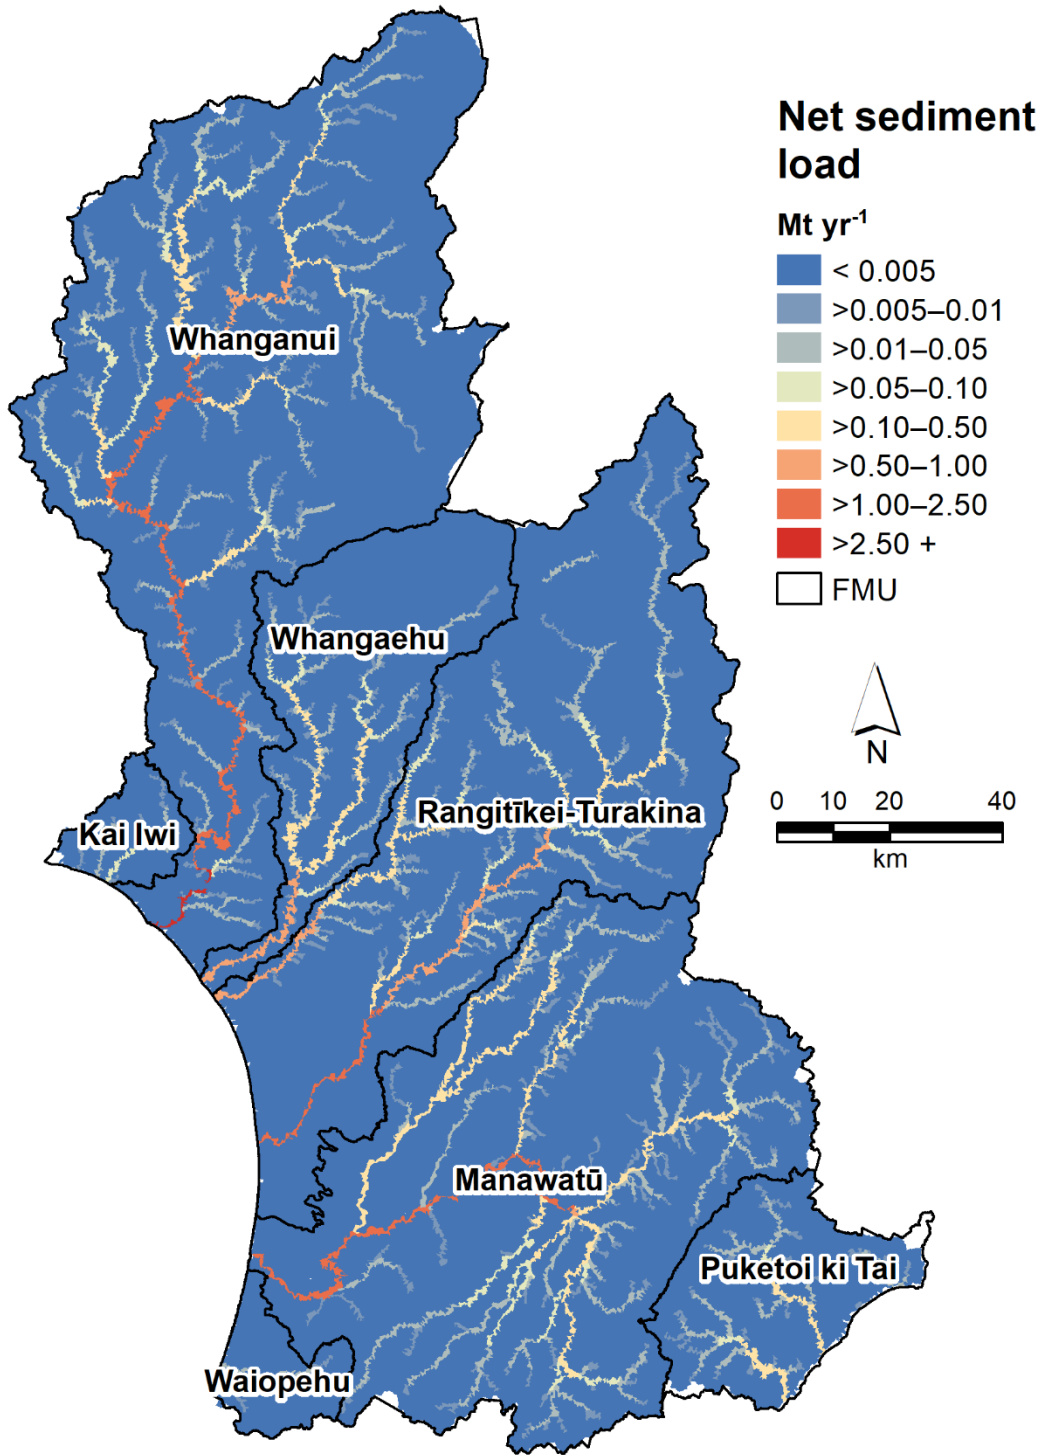 Net sediment
load
Mt yr⁻¹
< 0.005
>0.005–0.01
>0.01–0.05
>0.05–0.10
>0.10–0.50
>0.50–1.00
>1.00–2.50
>2.50 +
FMU
N
0 10 20 40
km
Whanganui
Whangaehu
Kai Iwi
Rangitīkei-Turakina
Manawatū
Puketoi ki Tai
Waiopehu